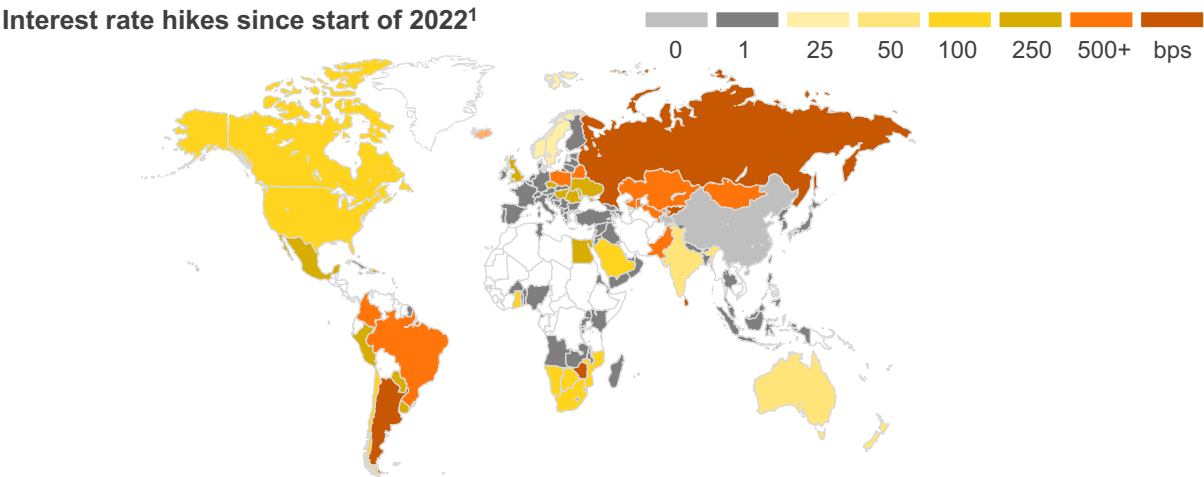 Interest rate hikes since start of 2022¹
0 1 25 50 100 250 500+ bps